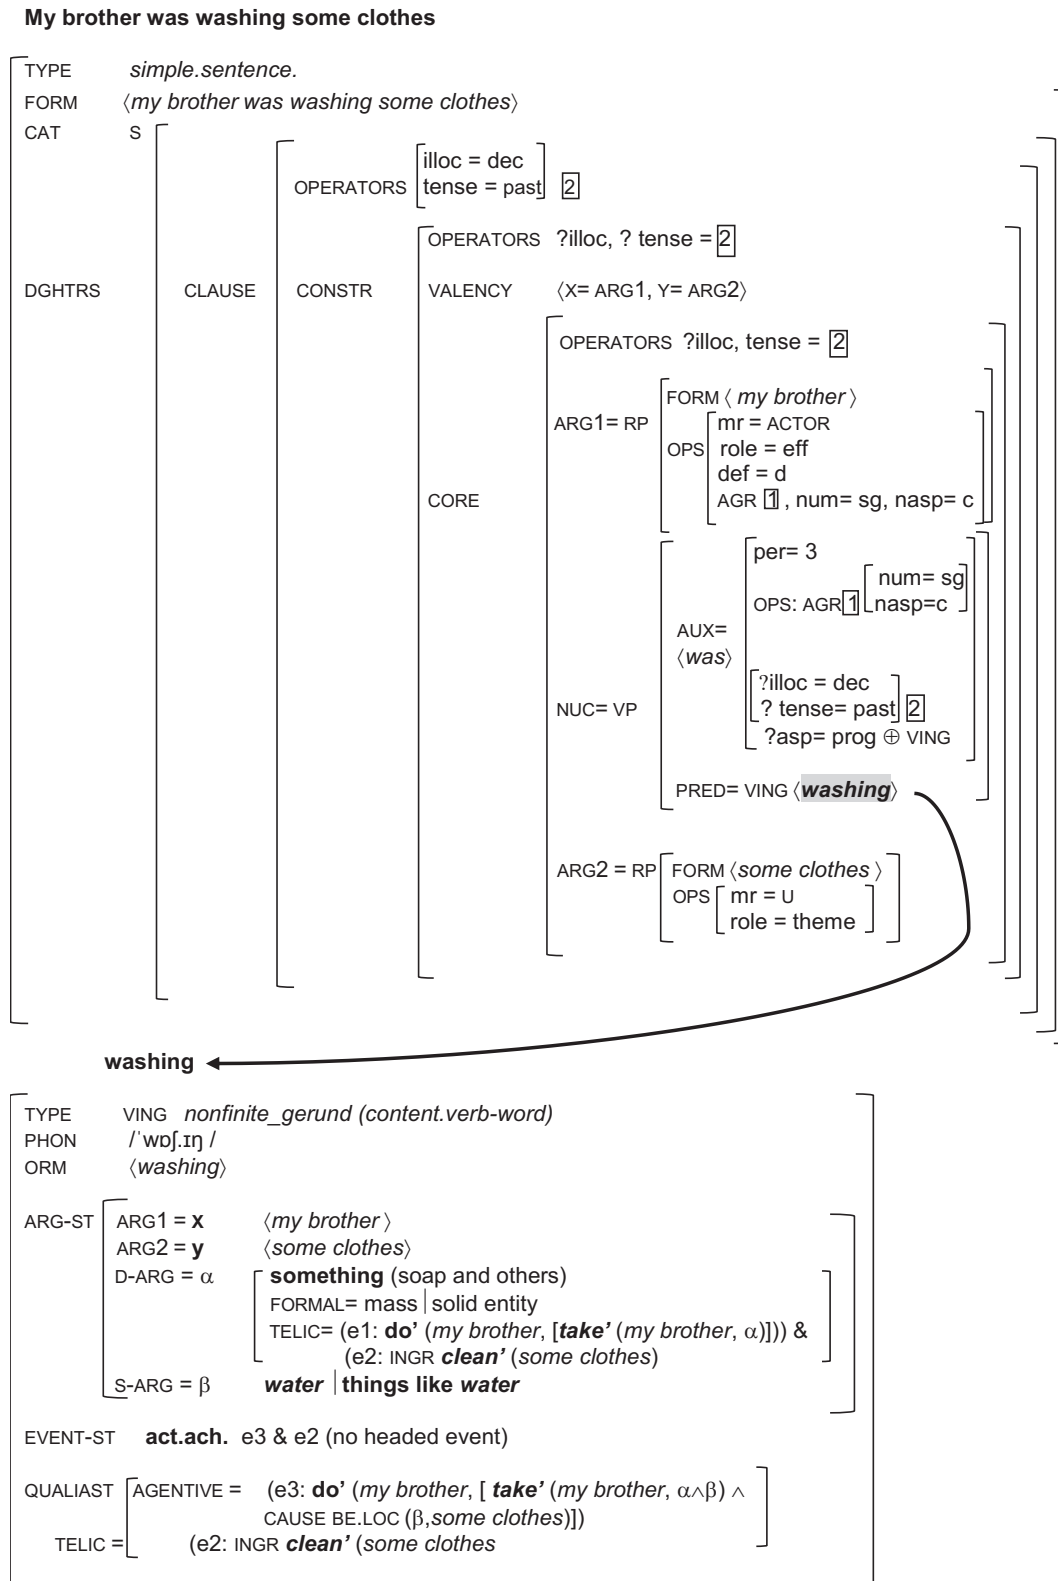 My brother was washing some clothes
TYPE simple.sentence.
FORM ⟨my brother was washing some clothes⟩
CAT S
OPERATORS illoc = dec
tense = past 2
OPERATORS ?illoc, ? tense = 2
DGHTRS CLAUSE CONSTR VALENCY ⟨X= ARG1, Y= ARG2⟩
OPERATORS ?illoc, tense = 2
CORE
ARG1= RP FORM ⟨ my brother ⟩
OPS mr = ACTOR
role = eff
def = d
AGR 1 , num= sg, nasp= c
NUC= VP
AUX=
⟨was⟩
per= 3
OPS: AGR 1 num= sg
nasp=c
?illoc = dec
? tense= past 2
?asp= prog ⊕ VING
PRED= VING ⟨washing⟩
ARG2 = RP FORM ⟨some clothes ⟩
OPS mr = U
role = theme
washing
TYPE VING nonfinite_gerund (content.verb-word)
PHON /ˈwɒʃ.ɪŋ /
ORM ⟨washing⟩
ARG-ST ARG1 = x ⟨my brother ⟩
ARG2 = y ⟨some clothes⟩
D-ARG = α something (soap and others)
FORMAL= mass | solid entity
TELIC= (e1: do’ (my brother, [take’ (my brother, α)])) &
(e2: INGR clean’ (some clothes)
S-ARG = β water | things like water
EVENT-ST act.ach. e3 & e2 (no headed event)
QUALIAST AGENTIVE = (e3: do’ (my brother, [ take’ (my brother, α∧β) ∧
CAUSE BE.LOC (β,some clothes)])
TELIC = (e2: INGR clean’ (some clothes